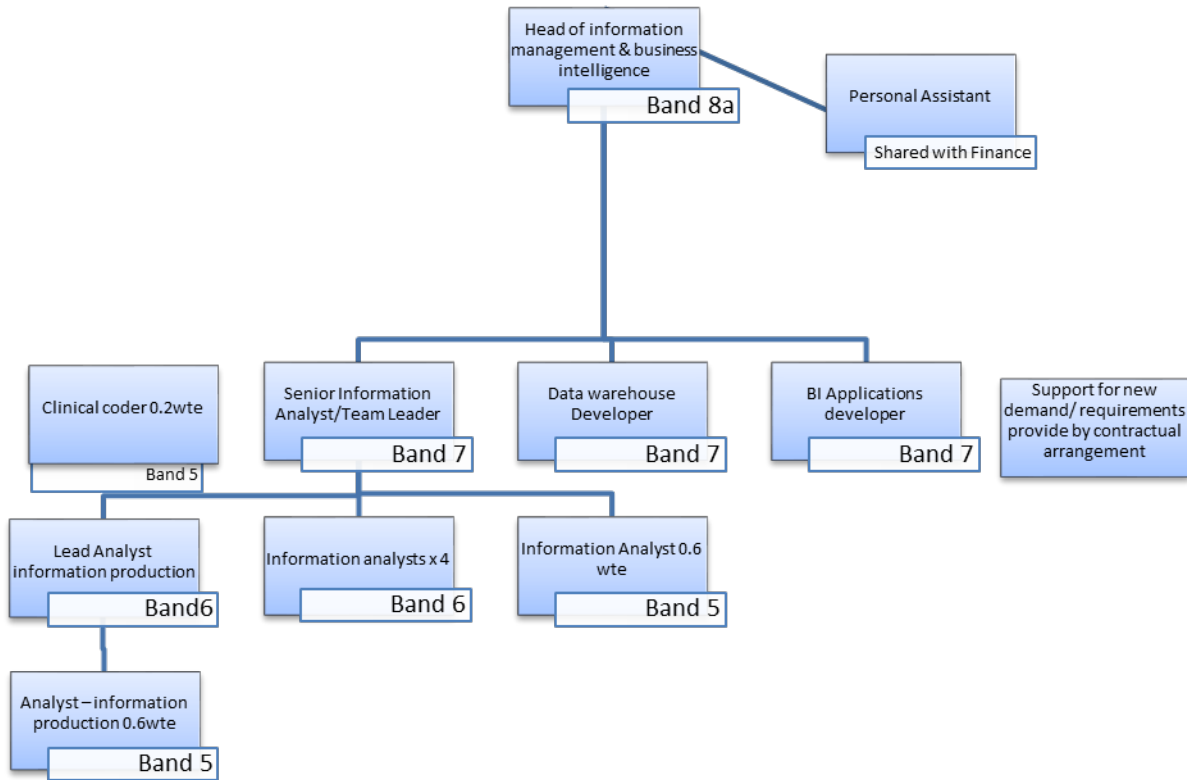 Head of information
management & business
intelligence
Band 8a
Personal Assistant
Shared with Finance
Clinical coder 0.2wte
Band 5
Senior Information
Analyst/Team Leader
Band 7
Data warehouse
Developer
Band 7
BI Applications
developer
Band 7
Support for new
demand/ requirements
provide by contractual
arrangement
Lead Analyst
information production
Band6
Information analysts x 4
Band 6
Information Analyst 0.6
wte
Band 5
Analyst – information
production 0.6wte
Band 5